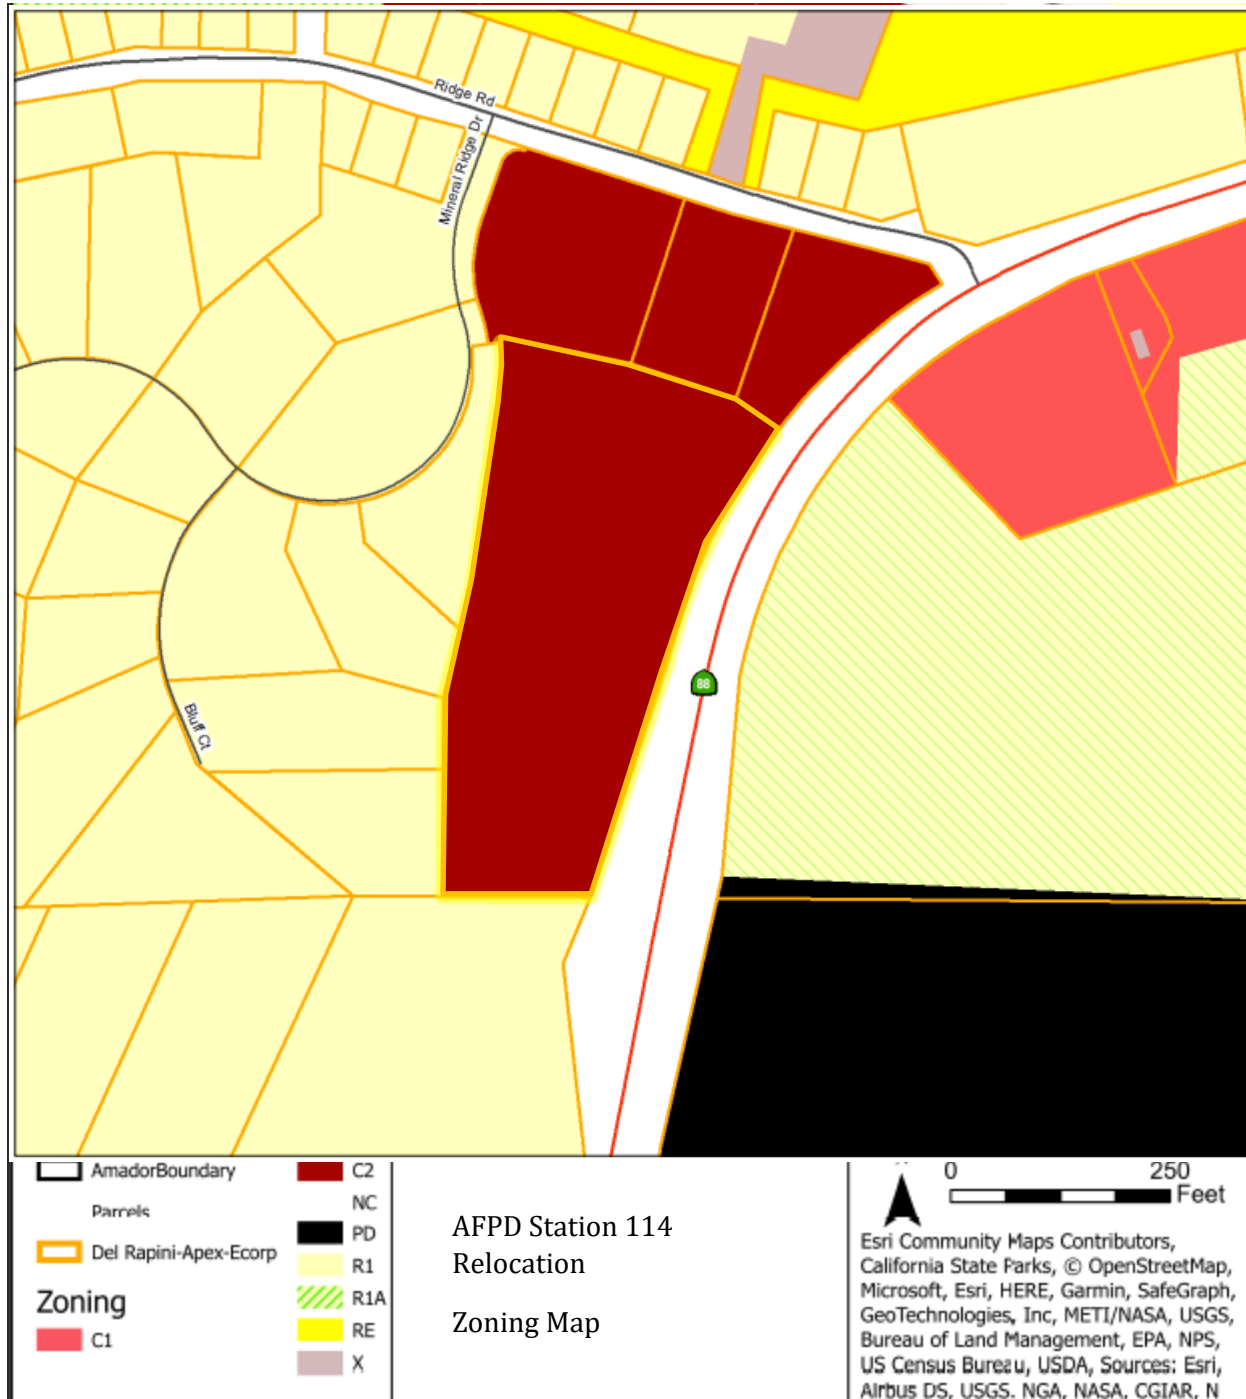 Ridge Rd
Mineral Ridge Dr
88
Bluff Ct
AmadorBoundary
Parcels
Del Rapini-Apex-Ecorp
Zoning
C1
C2
NC
PD
R1
R1A
RE
X
AFPD Station 114
Relocation
Zoning Map
0 250
Feet
Esri Community Maps Contributors,
California State Parks, © OpenStreetMap,
Microsoft, Esri, HERE, Garmin, SafeGraph,
GeoTechnologies, Inc, METI/NASA, USGS,
Bureau of Land Management, EPA, NPS,
US Census Bureau, USDA, Sources: Esri,
Airbus DS, USGS, NGA, NASA, CGIAR, N